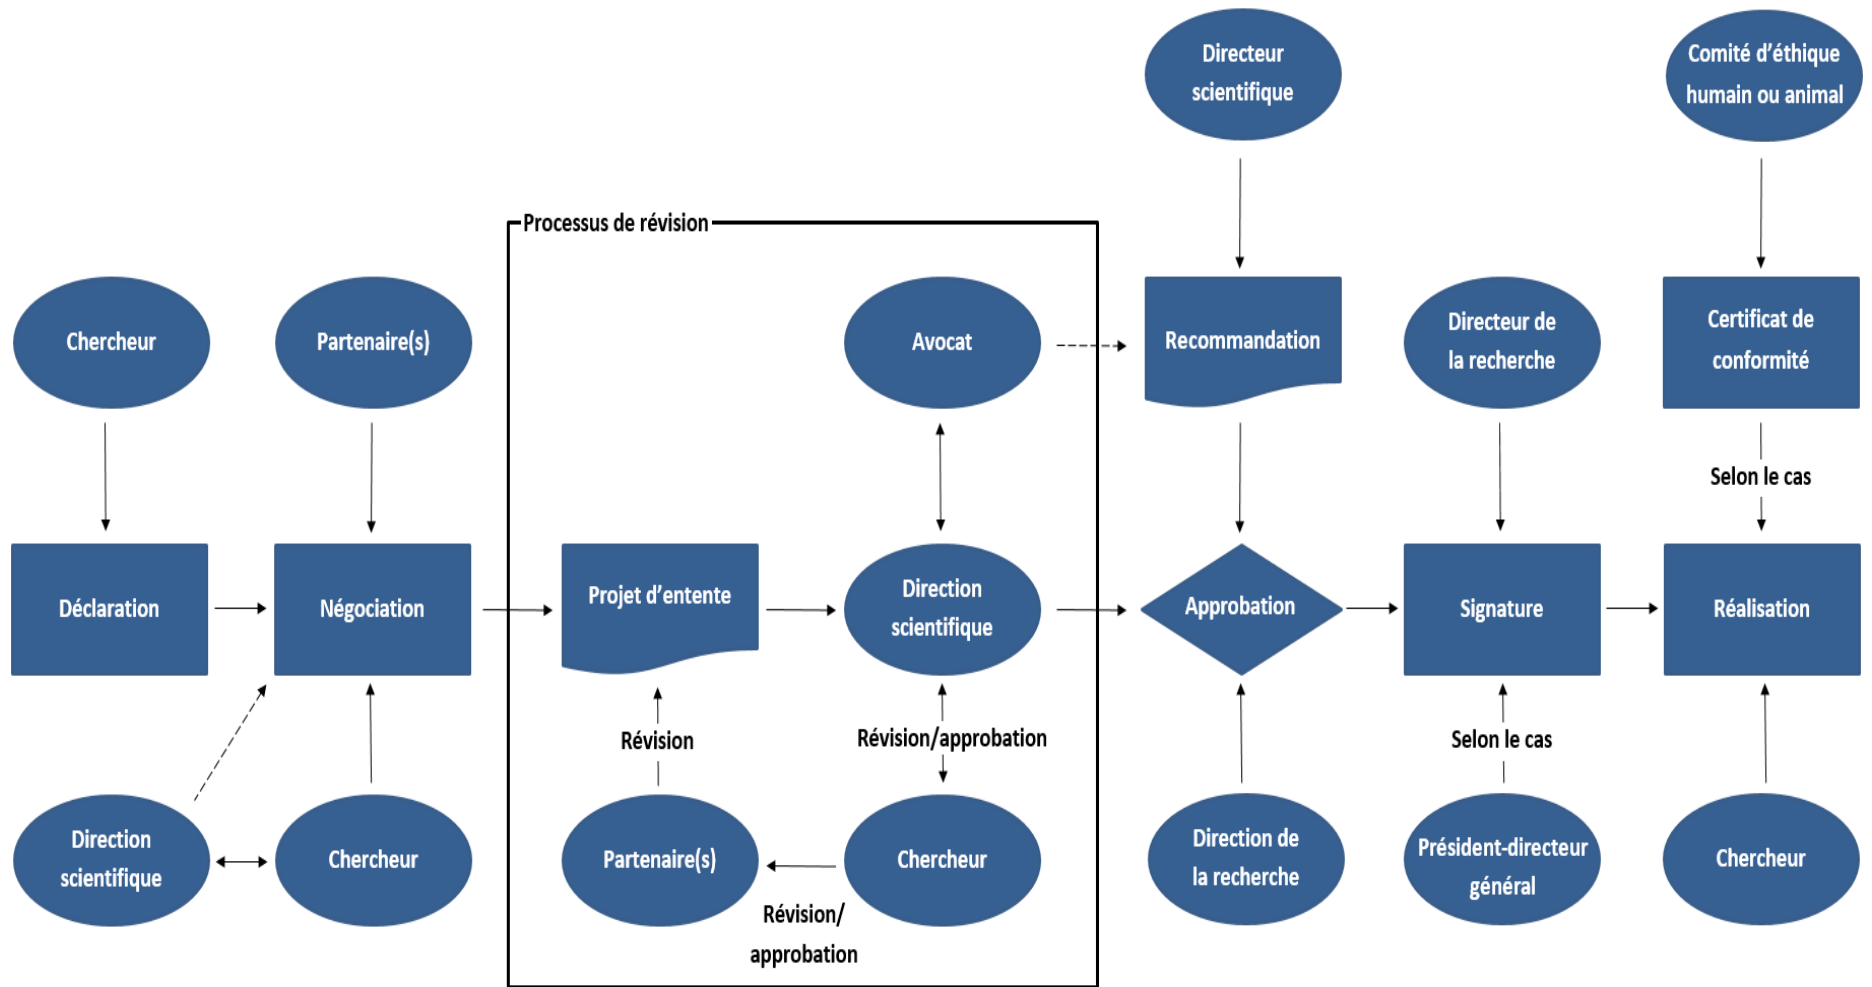 Directeur
scientifique
Comité d'éthique
humain ou animal
Processus de révision
Chercheur
Partenaire(s)
Avocat
Recommandation
Directeur de
la recherche
Certificat de
conformité
Selon le cas
Déclaration
Négociation
Projet d'entente
Direction
scientifique
Approbation
Signature
Réalisation
Révision
Révision/approbation
Selon le cas
Direction
scientifique
Chercheur
Partenaire(s)
Chercheur
Révision/
approbation
Direction de
la recherche
Président-directeur
général
Chercheur